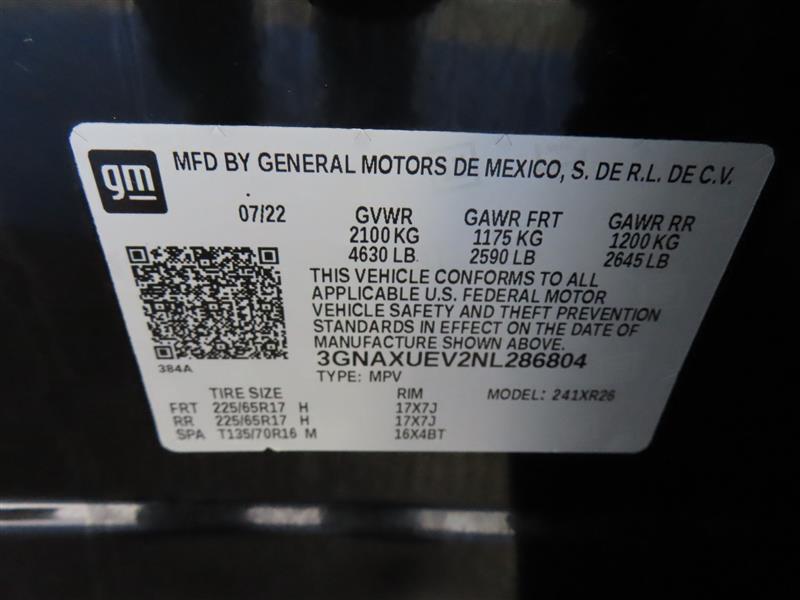 gm
MFD BY GENERAL MOTORS DE MEXICO, S. DE R.L. DE C.V.
07/22 GVWR GAWR FRT GAWR RR
2100 KG 1175 KG 1200 KG
4630 LB 2590 LB 2645 LB
THIS VEHICLE CONFORMS TO ALL
APPLICABLE U.S. FEDERAL MOTOR
VEHICLE SAFETY AND THEFT PREVENTION
STANDARDS IN EFFECT ON THE DATE OF
MANUFACTURE SHOWN ABOVE.
3GNAXUEV2NL286804
384A
TYPE: MPV
TIRE SIZE RIM MODEL: 241XR26
FRT 225/65R17 H 17X7J
RR 225/65R17 H 17X7J
SPA T135/70R16 M 16X4BT